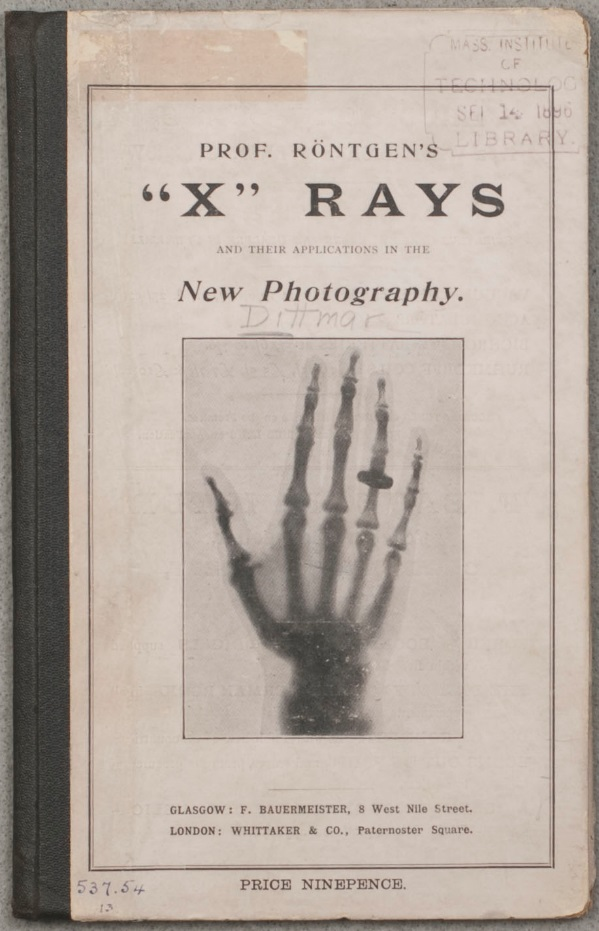 MASS. INSTITUTE
OF
TECHNOLOG
SEP 14 1896
LIBRARY.
PROF. RÖNTGEN'S
“X” RAYS
AND THEIR APPLICATIONS IN THE
New Photography.
Dittmar
GLASGOW: F. BAUERMEISTER, 8 West Nile Street.
LONDON: WHITTAKER & CO., Paternoster Square.
PRICE NINEPENCE.
537.54
13